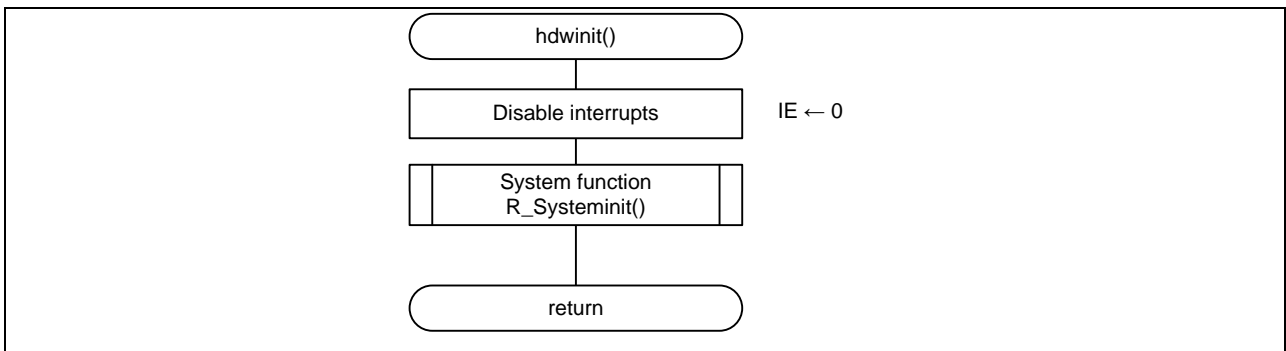 hdwinit()
Disable interrupts
IE ← 0
System function
R_Systeminit()
return